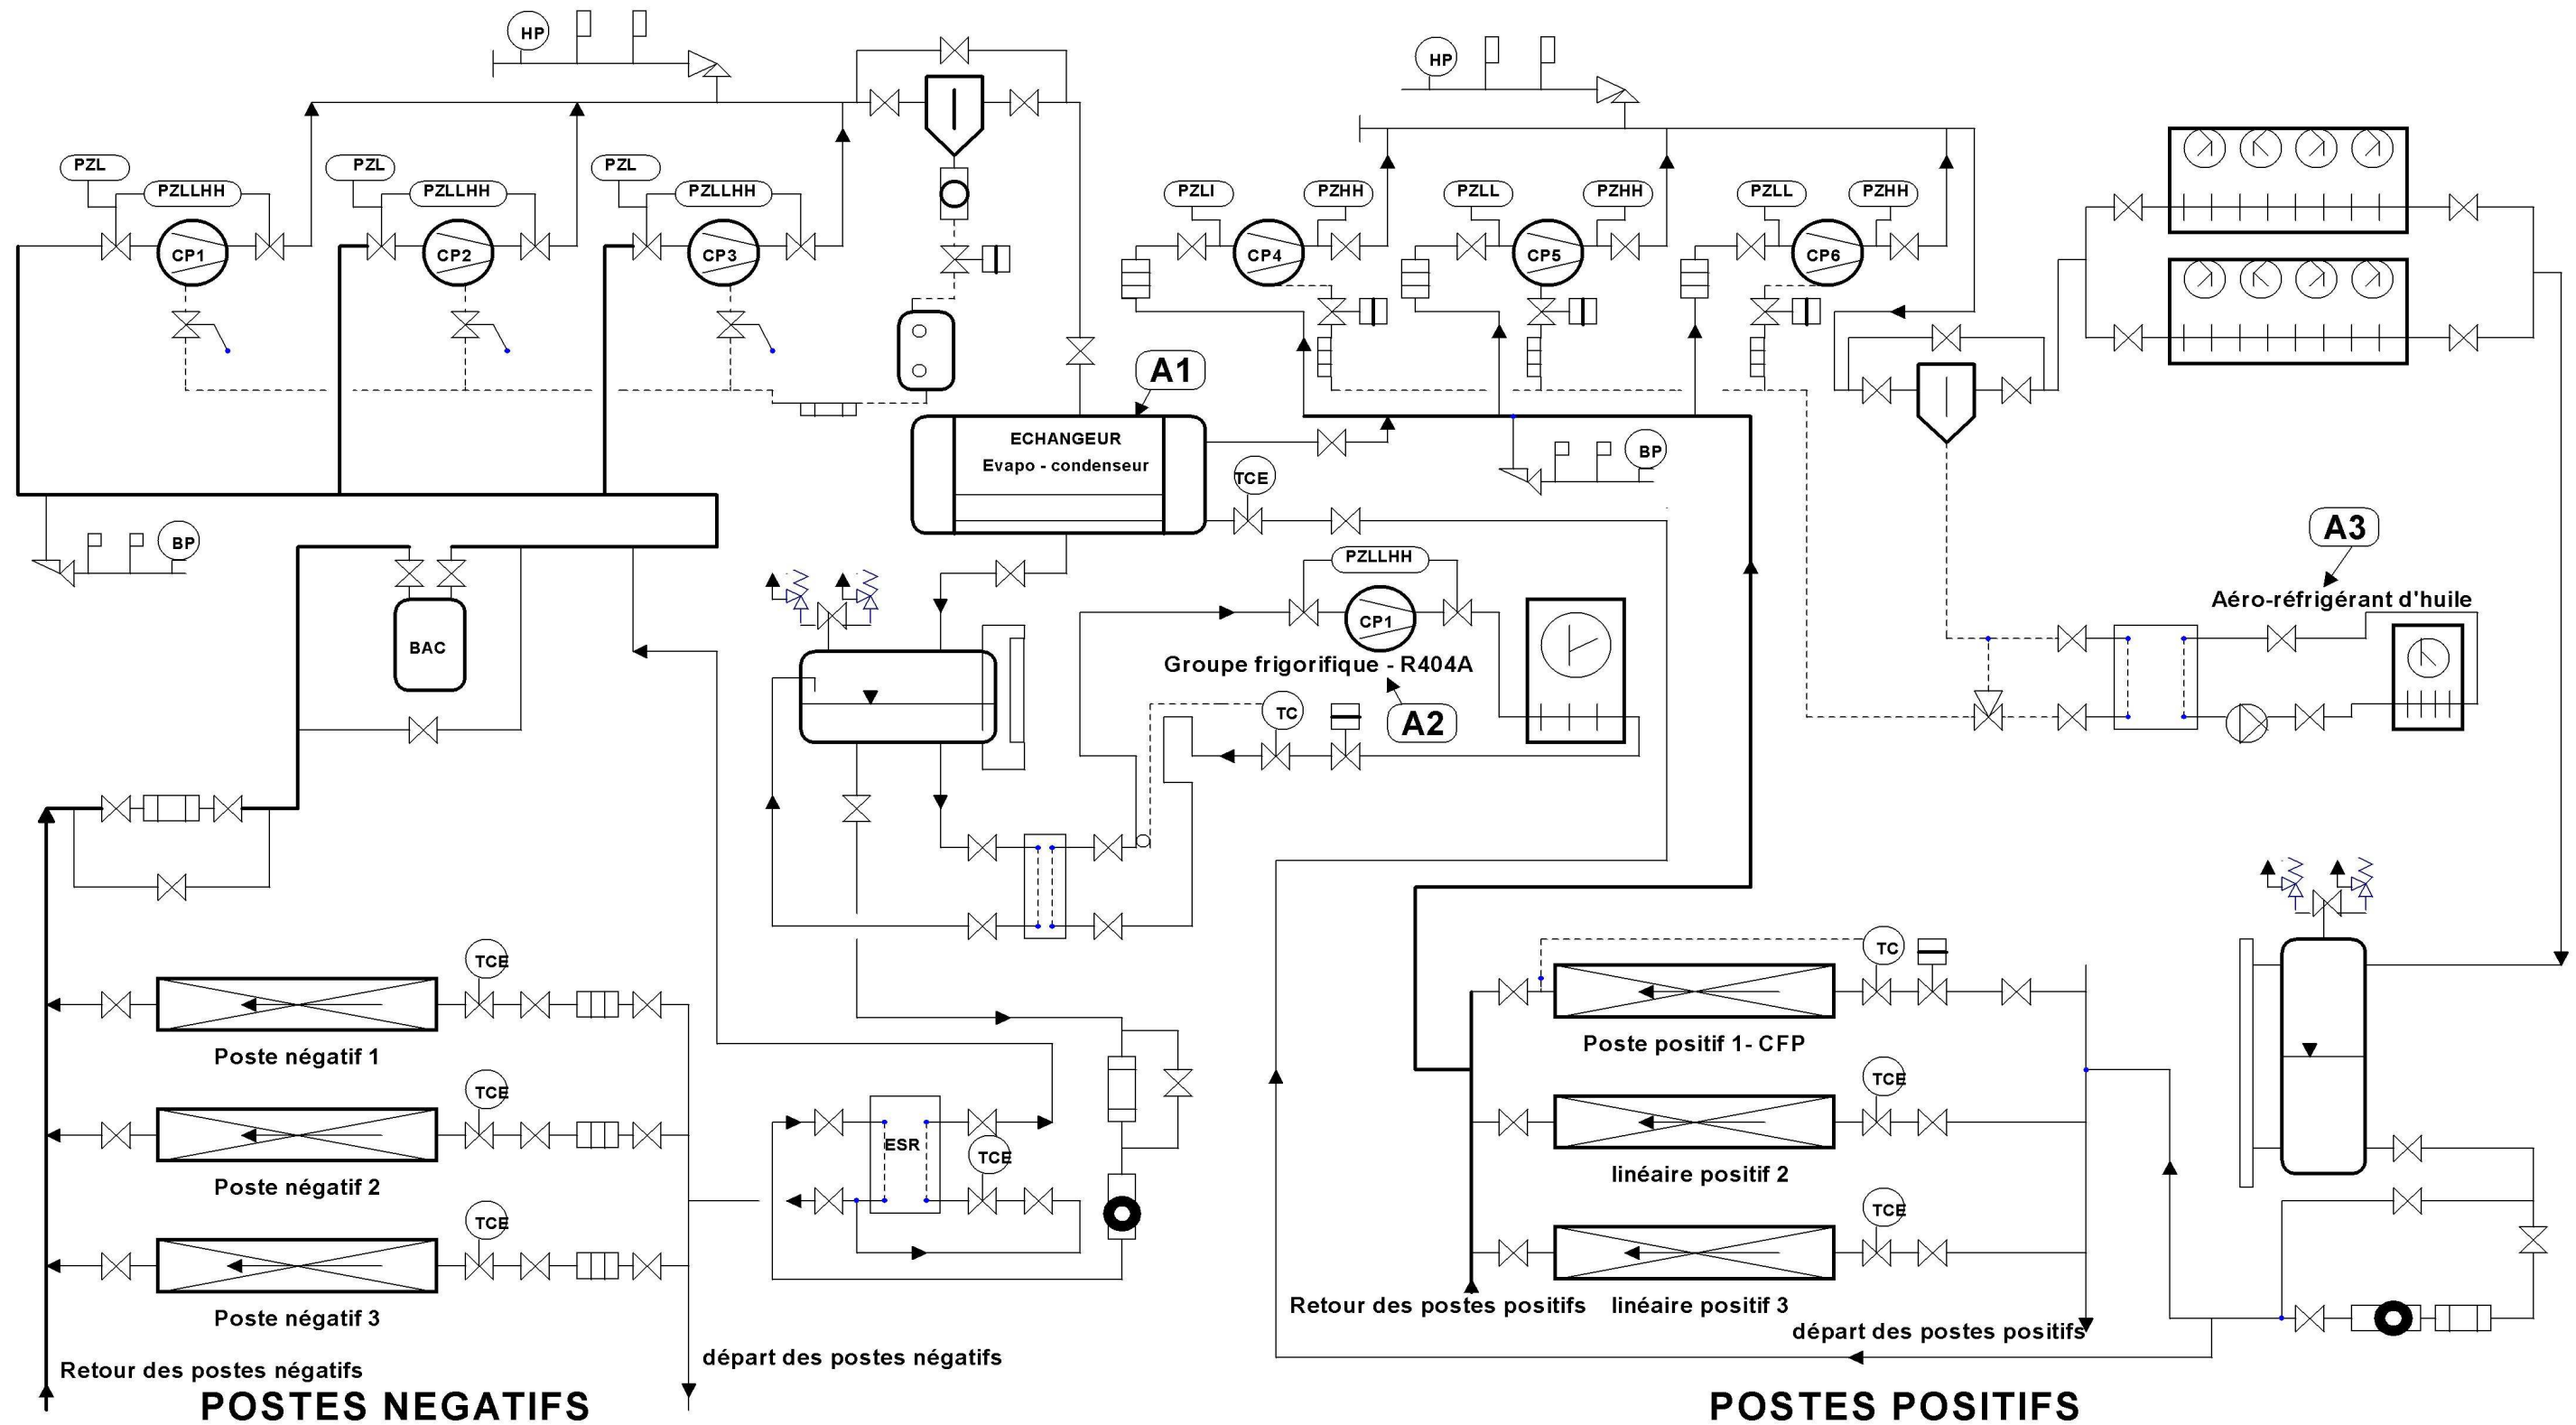 HP
HP
PZL
PZLLHH
PZL
PZLLHH
PZL
PZLLHH
PZLI
PZHH
PZLL
PZHH
PZLL
PZHH
CP1
CP2
CP3
CP4
CP5
CP6
A1
ECHANGEUR
Evapo - condenseur
BP
TCE
BP
A3
PZLLHH
Aéro-réfrigérant d'huile
CP1
BAC
Groupe frigorifique - R404A
TC
A2
TCE
TC
Poste négatif 1
Poste positif 1- CFP
TCE
TCE
ESR
TCE
Poste négatif 2
linéaire positif 2
TCE
TCE
Poste négatif 3
Retour des postes positifs
linéaire positif 3
départ des postes positifs
départ des postes négatifs
Retour des postes négatifs
POSTES NEGATIFS
POSTES POSITIFS